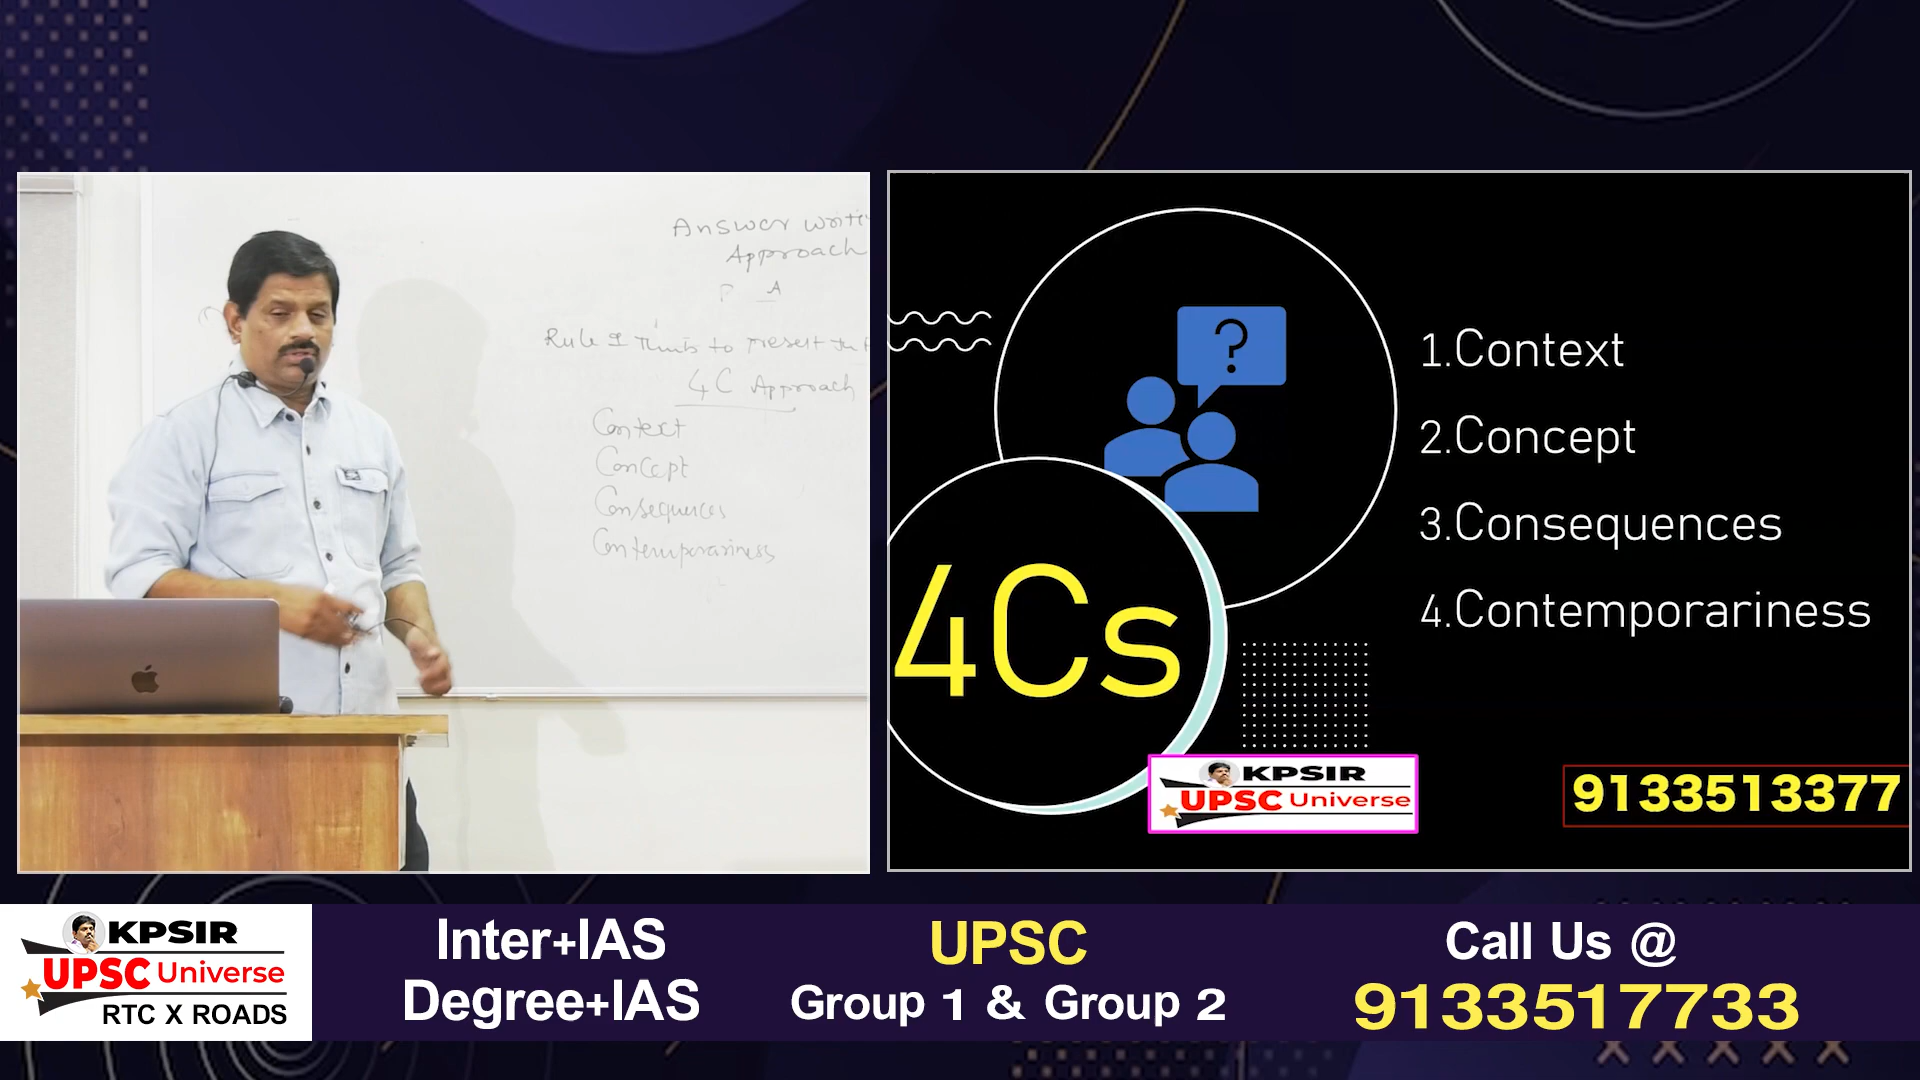 Answer
Approach
P A
Rule
to present
4C Approach
Context
Concept
Consequences
Contemporariness
?
1.Context
2.Concept
3.Consequences
4.Contemporariness
4Cs
KPSIR
UPSC Universe
9133513377
KPSIR
UPSC Universe
RTC X ROADS
Inter+IAS
Degree+IAS
UPSC
Group 1 & Group 2
Call Us @
9133517733